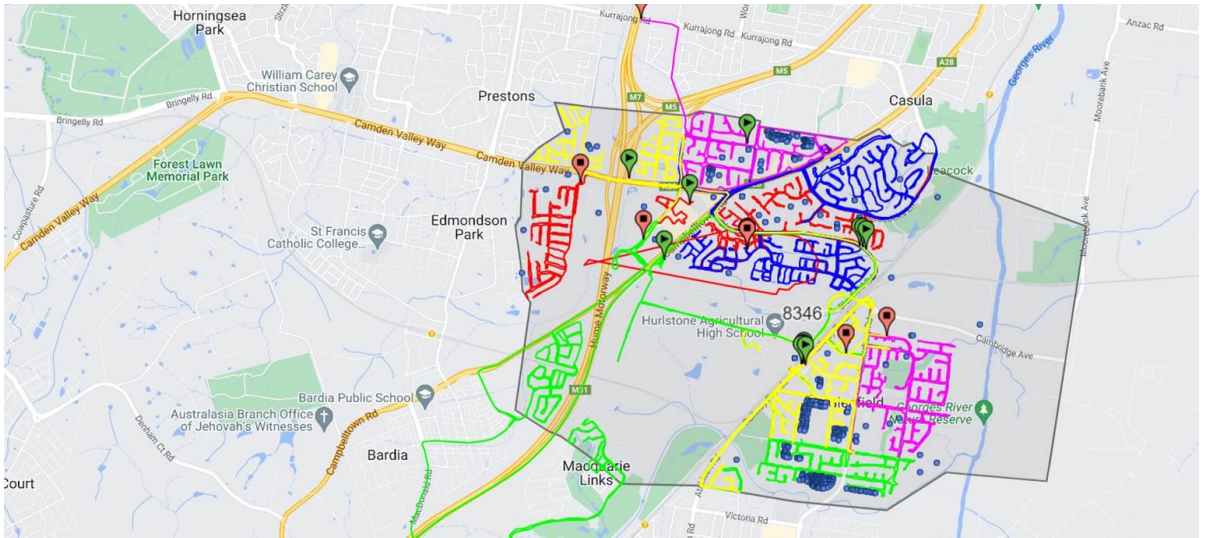 Horningsea
Park
Kurrajong Rd
Kurrajong Rd
Kurrajong Rd
Anzac Rd
M5
A28
William Carey
Christian School
Prestons
M7
M5
Casula
Georges River
Moorebank Ave
Bringelly Rd
Bringelly Rd
Camden Valley Way
Camden Valley Way
Forest Lawn
Memorial Park
Cowpasture Rd
Camden Valley Way
Edmondson
Park
St Francis
Catholic College...
Hume Motorway
8346
Hurlstone Agricultural
High School
Cambridge Ave
Bardia Public School
Australasia Branch Office
of Jehovah's Witnesses
Georges River
Nature Reserve
Denham Ct Rd
Campbelltown Rd
Bardia
MacDonald Rd
Macquarie
Links
Court
Victoria Rd